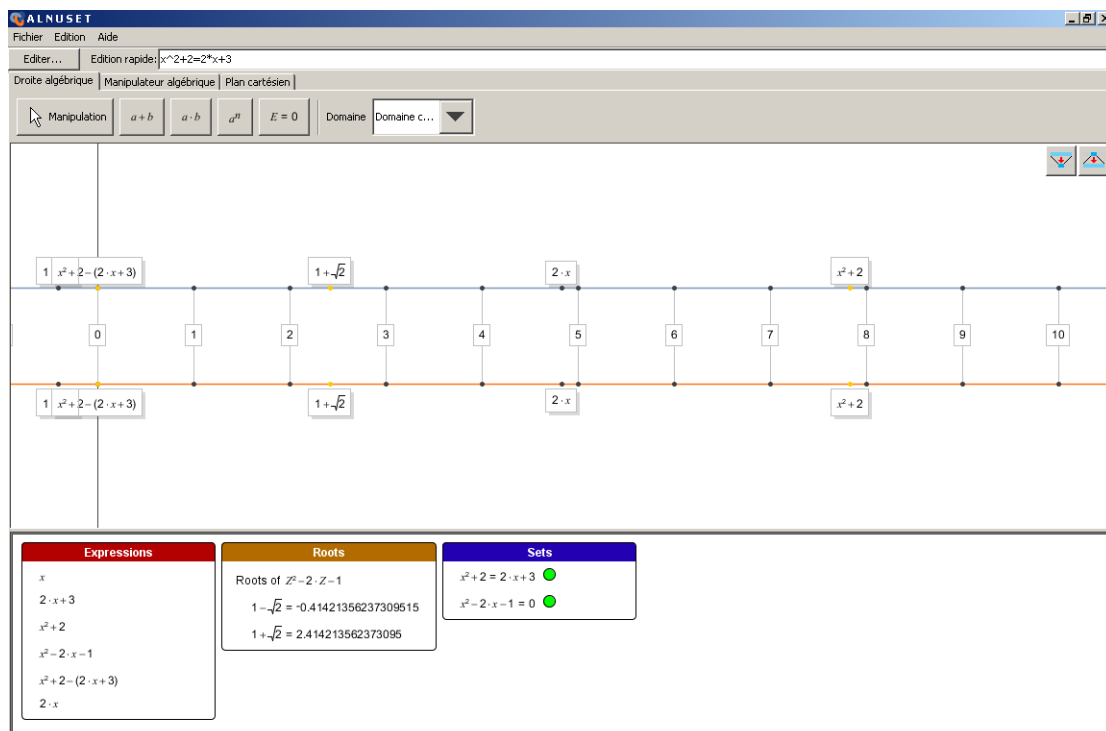 ALNUSET
Fichier Edition Aide
Editer... Edition rapide: x^2+2=2*x+3
Droite algébrique Manipulateur algébrique Plan cartésien
Manipulation a+b a·b aⁿ E = 0 Domaine Domaine c...
1 x²+2−(2·x+3) 1+√2 2·x x²+2
0 1 2 3 4 5 6 7 8 9 10
1 x²+2−(2·x+3) 1+√2 2·x x²+2
Expressions
x
2·x+3
x²+2
x²−2·x−1
x²+2−(2·x+3)
2·x
Roots
Roots of Z²−2·Z−1
1−√2 = -0.41421356237309515
1+√2 = 2.414213562373095
Sets
x²+2 = 2·x+3
x²−2·x−1 = 0